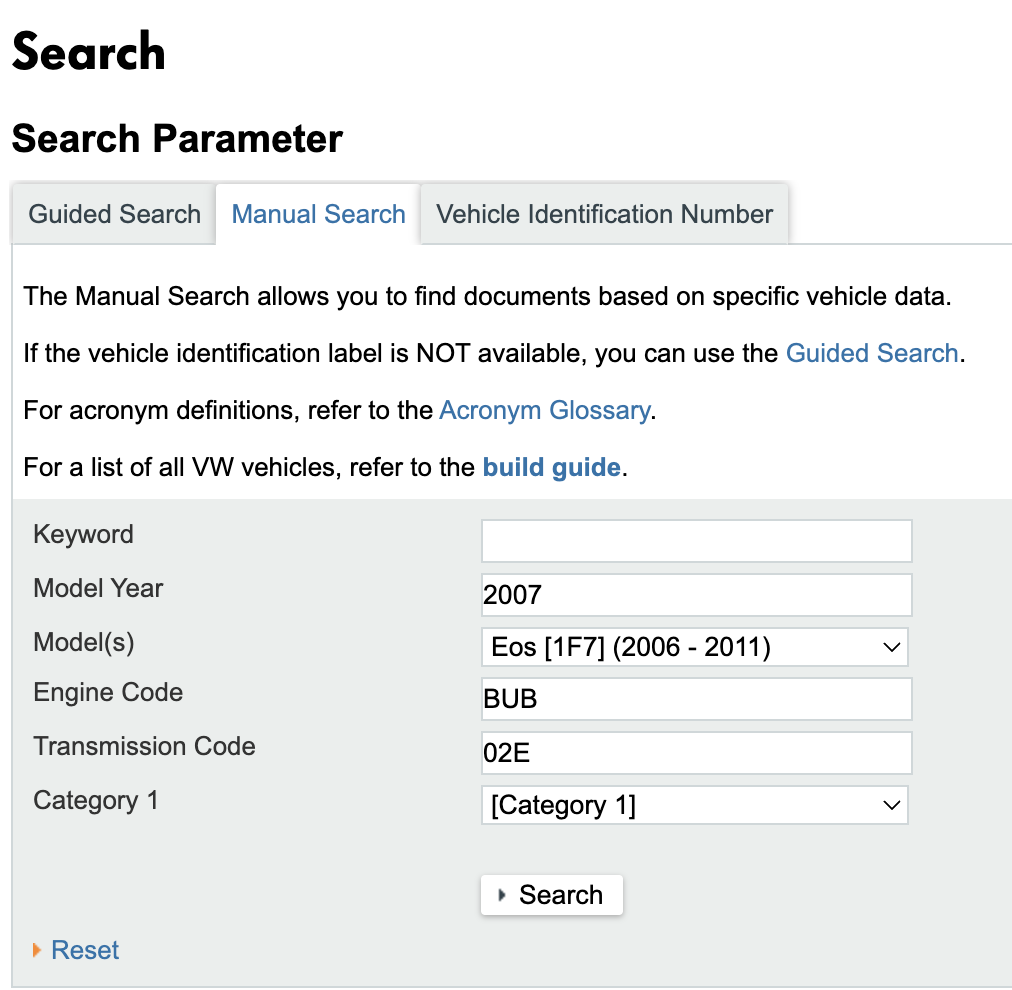 Search
Search Parameter
Guided Search Manual Search Vehicle Identification Number
The Manual Search allows you to find documents based on specific vehicle data.
If the vehicle identification label is NOT available, you can use the Guided Search.
For acronym definitions, refer to the Acronym Glossary.
For a list of all VW vehicles, refer to the build guide.
Keyword
Model Year 2007
Model(s) Eos [1F7] (2006 - 2011)
Engine Code BUB
Transmission Code 02E
Category 1 [Category 1]
Search
Reset